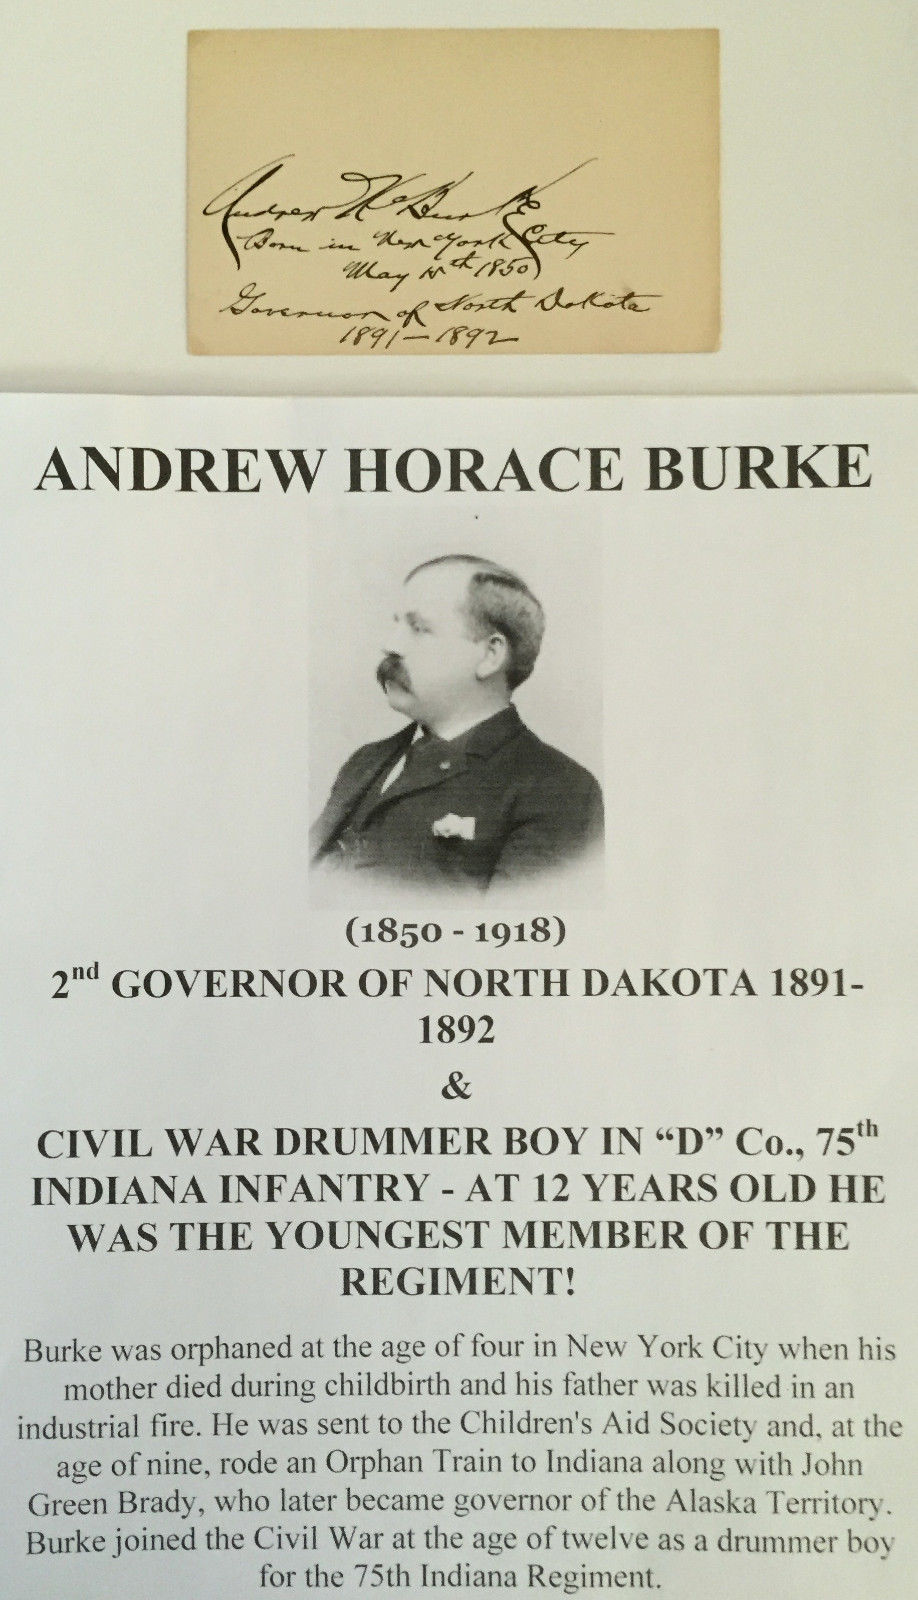 Andrew H. Burke
Born in New York City
May 15th 1850
Governor of North Dakota
1891-1892
ANDREW HORACE BURKE
(1850 - 1918)
2nd GOVERNOR OF NORTH DAKOTA 1891-
1892
&
CIVIL WAR DRUMMER BOY IN “D” Co., 75th
INDIANA INFANTRY - AT 12 YEARS OLD HE
WAS THE YOUNGEST MEMBER OF THE
REGIMENT!
Burke was orphaned at the age of four in New York City when his
mother died during childbirth and his father was killed in an
industrial fire. He was sent to the Children's Aid Society and, at the
age of nine, rode an Orphan Train to Indiana along with John
Green Brady, who later became governor of the Alaska Territory.
Burke joined the Civil War at the age of twelve as a drummer boy
for the 75th Indiana Regiment.